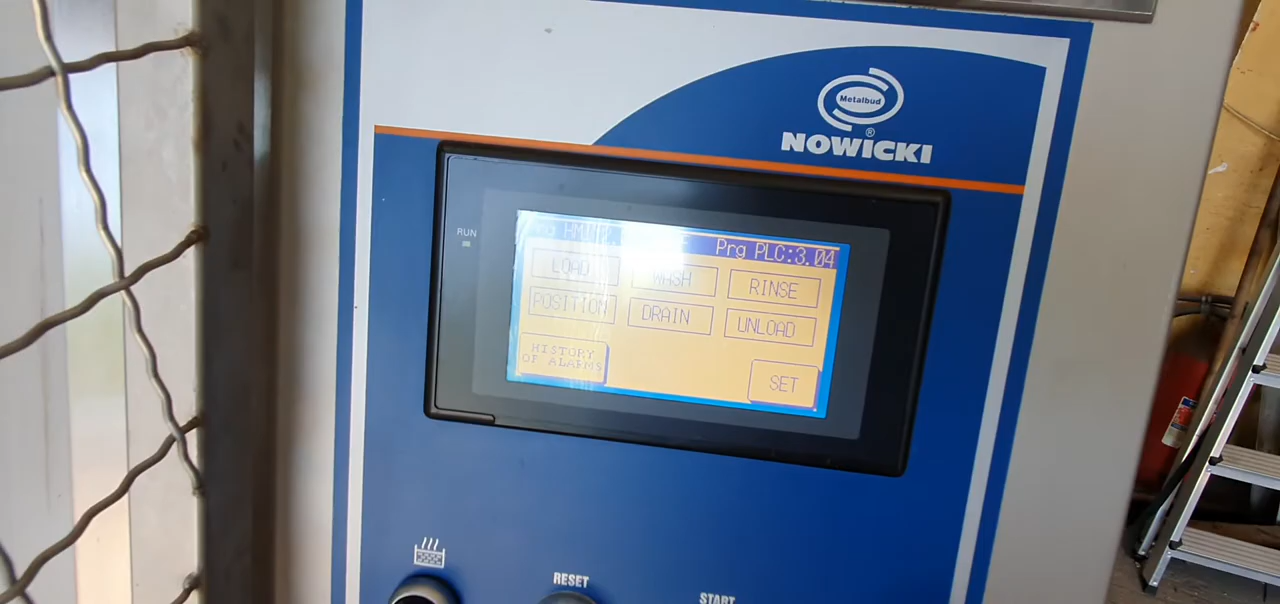 Metalbud
®
NOWICKI
RUN
Prg PLC:3.04
LOAD
WASH
RINSE
POSITION
DRAIN
UNLOAD
HISTORY
OF ALARMS
SET
RESET
START